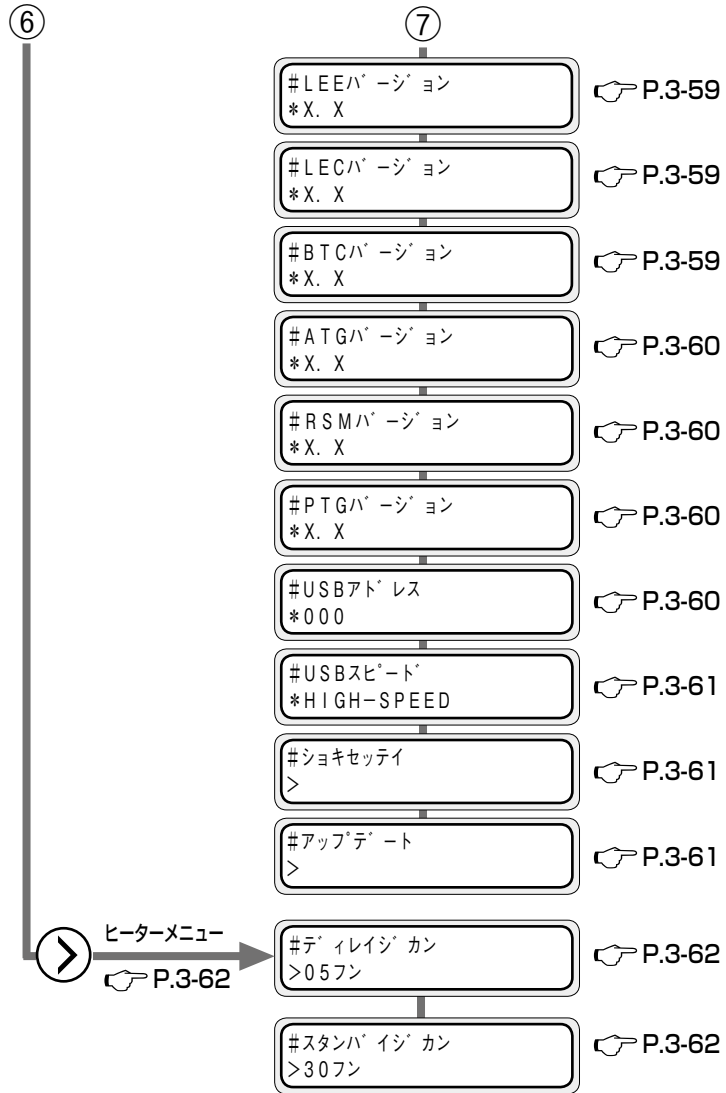 ⑥
⑦
#LEEバージョン
*X. X
P.3-59
#LECバージョン
*X. X
P.3-59
#BTCバージョン
*X. X
P.3-59
#ATGバージョン
*X. X
P.3-60
#RSMバージョン
*X. X
P.3-60
#PTGバージョン
*X. X
P.3-60
#USBアドレス
*000
P.3-60
#USBスピード
*HIGH-SPEED
P.3-61
#ショキセッテイ
>
P.3-61
#アップデート
>
P.3-61
ヒーターメニュー
P.3-62
#ディレイジカン
>05フン
P.3-62
#スタンバイジカン
>30フン
P.3-62